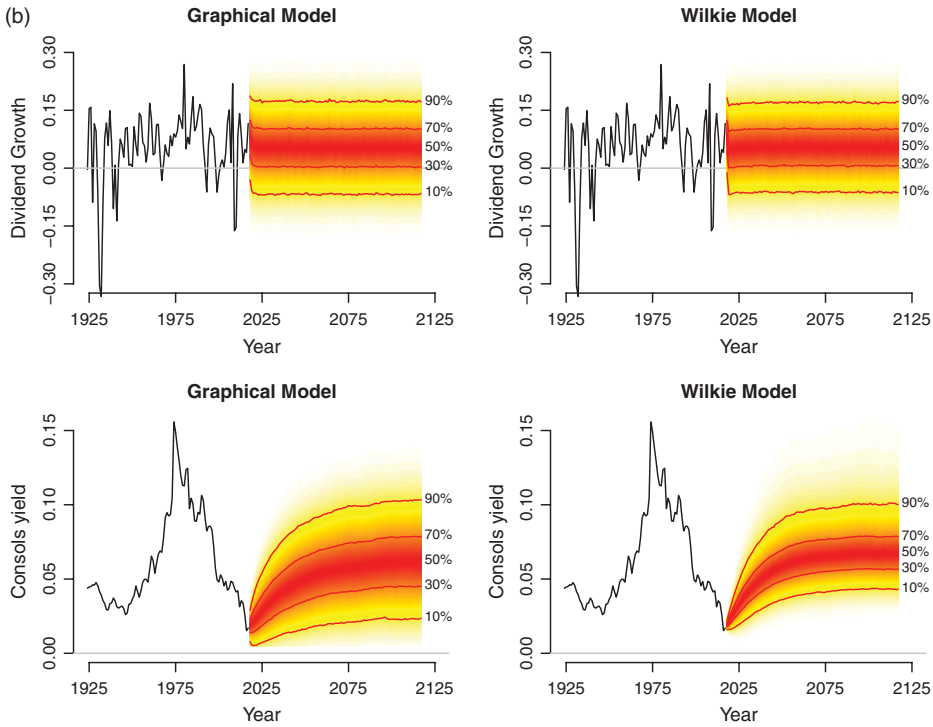 (b)
Graphical Model
Dividend Growth
0.30
0.15
0.00
−0.15
−0.30
90%
70%
50%
30%
10%
1925 1975 2025 2075 2125
Year
Wilkie Model
Dividend Growth
0.30
0.15
0.00
−0.15
−0.30
90%
70%
50%
30%
10%
1925 1975 2025 2075 2125
Year
Graphical Model
Consols yield
0.15
0.10
0.05
0.00
90%
70%
50%
30%
10%
1925 1975 2025 2075 2125
Year
Wilkie Model
Consols yield
0.15
0.10
0.05
0.00
90%
70%
50%
30%
10%
1925 1975 2025 2075 2125
Year